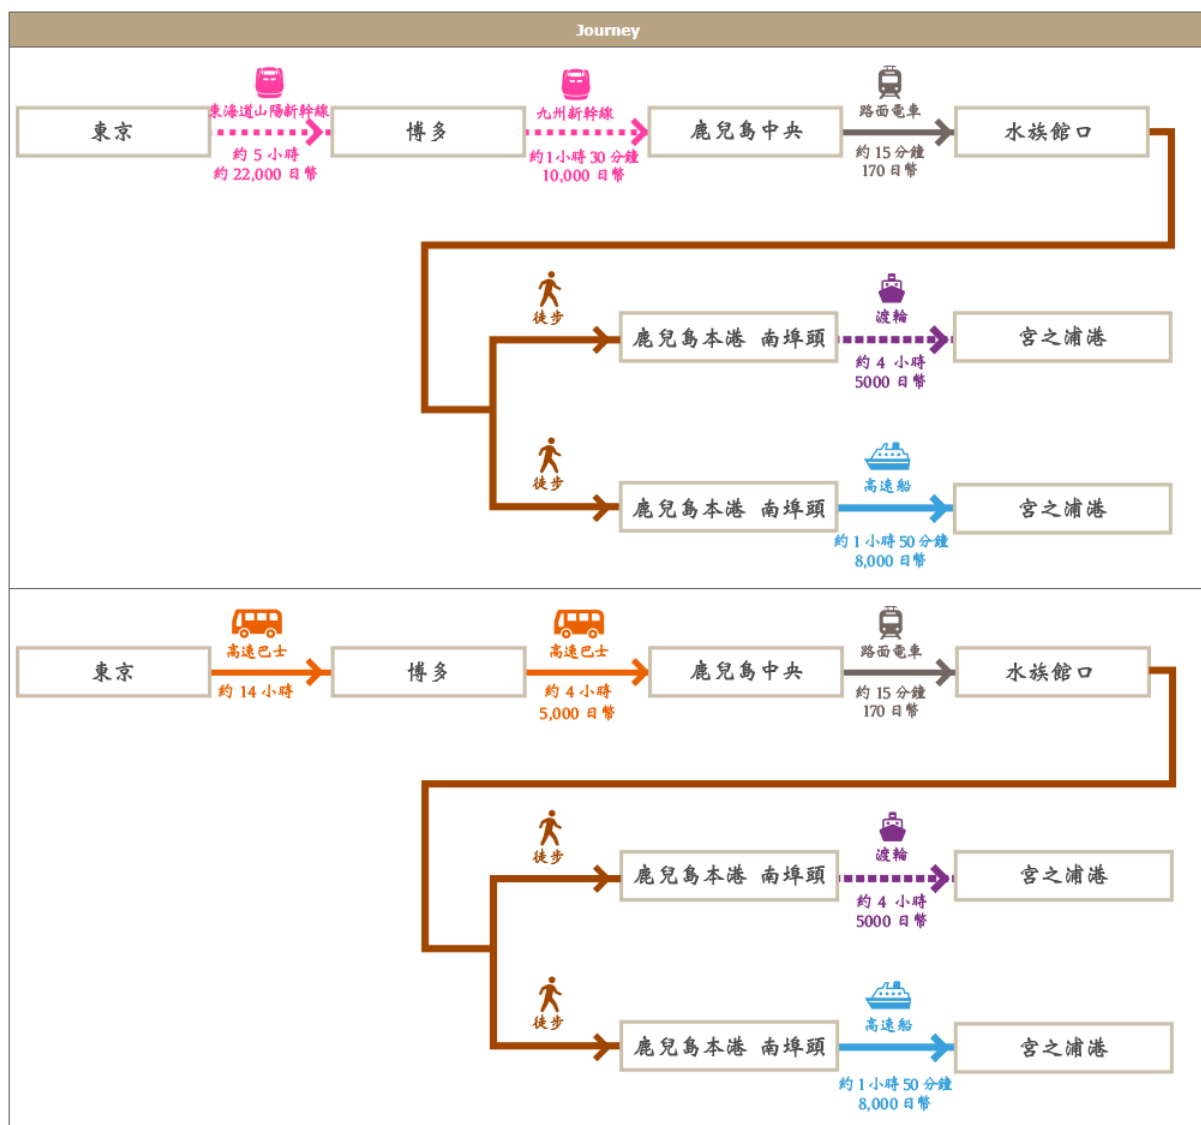 Journey
東海道山陽新幹線
九州新幹線
路面電車
東京
博多
鹿兒島中央
水族館口
約 5 小時
約 22,000 日幣
約1小時 30 分鐘
10,000 日幣
約 15 分鐘
170 日幣
徒步
渡輪
鹿兒島本港 南埠頭
宮之浦港
約 4 小時
5000 日幣
徒步
高速船
鹿兒島本港 南埠頭
宮之浦港
約 1 小時 50 分鐘
8,000 日幣
高速巴士
高速巴士
路面電車
東京
博多
鹿兒島中央
水族館口
約 14 小時
約 4 小時
5,000 日幣
約 15 分鐘
170 日幣
徒步
渡輪
鹿兒島本港 南埠頭
宮之浦港
約 4 小時
5000 日幣
徒步
高速船
鹿兒島本港 南埠頭
宮之浦港
約 1 小時 50 分鐘
8,000 日幣